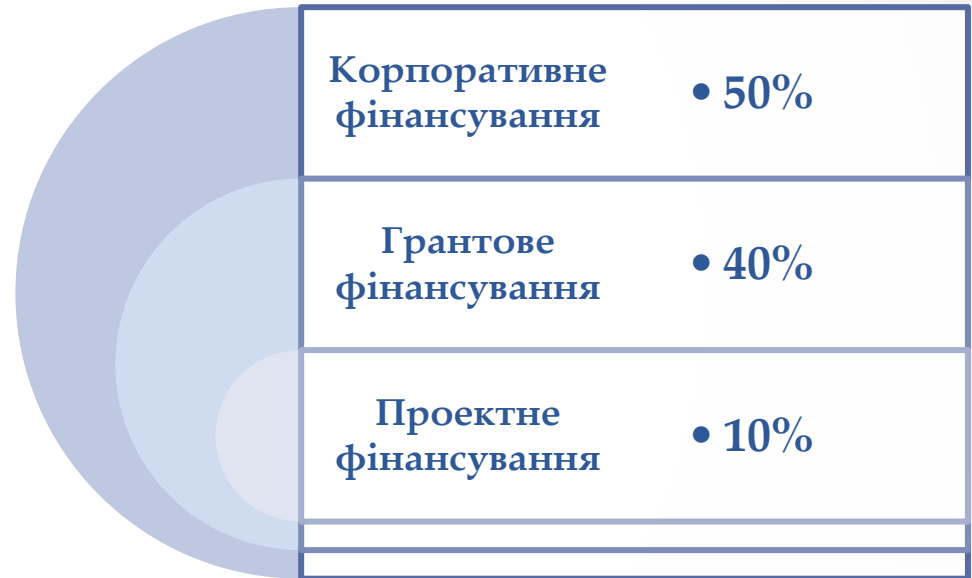 Корпоративне
фінансування
• 50%
Грантове
фінансування
• 40%
Проектне
фінансування
• 10%